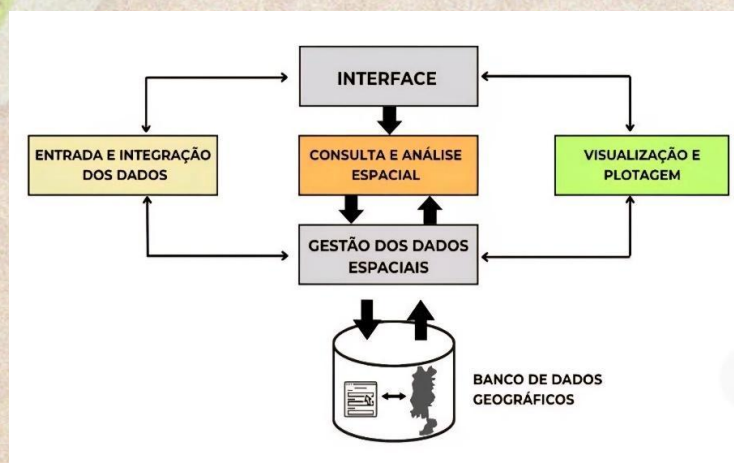 INTERFACE
ENTRADA E INTEGRAÇÃO
DOS DADOS
CONSULTA E ANÁLISE
ESPACIAL
VISUALIZAÇÃO E
PLOTAGEM
GESTÃO DOS DADOS
ESPACIAIS
BANCO DE DADOS
GEOGRÁFICOS